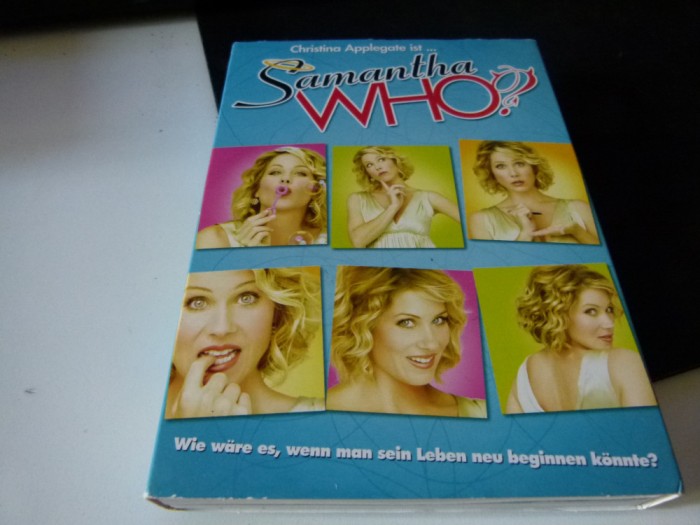 Christina Applegate ist ...
Samantha
WHO?
Wie wäre es, wenn man sein Leben neu beginnen könnte?